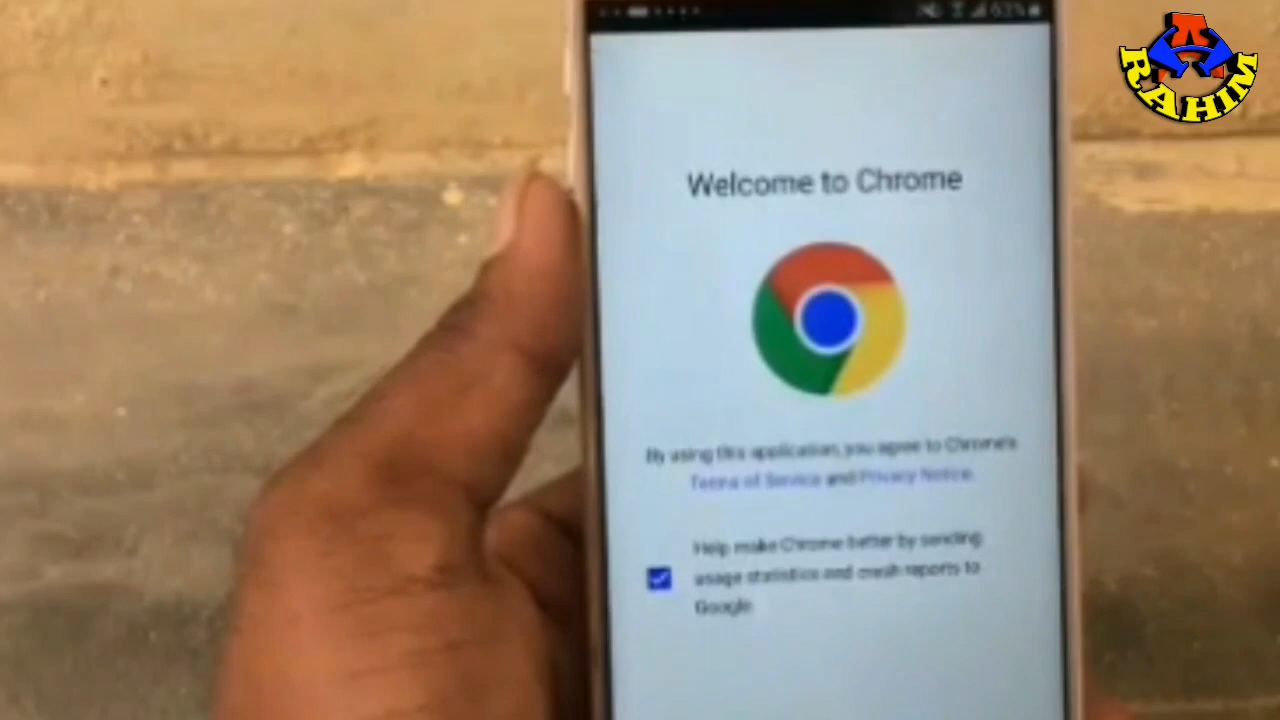 63%
RAHIM
Welcome to Chrome
By using this application, you agree to Chrome's
Terms of Service and Privacy Notice.
Help make Chrome better by sending
usage statistics and crash reports to
Google